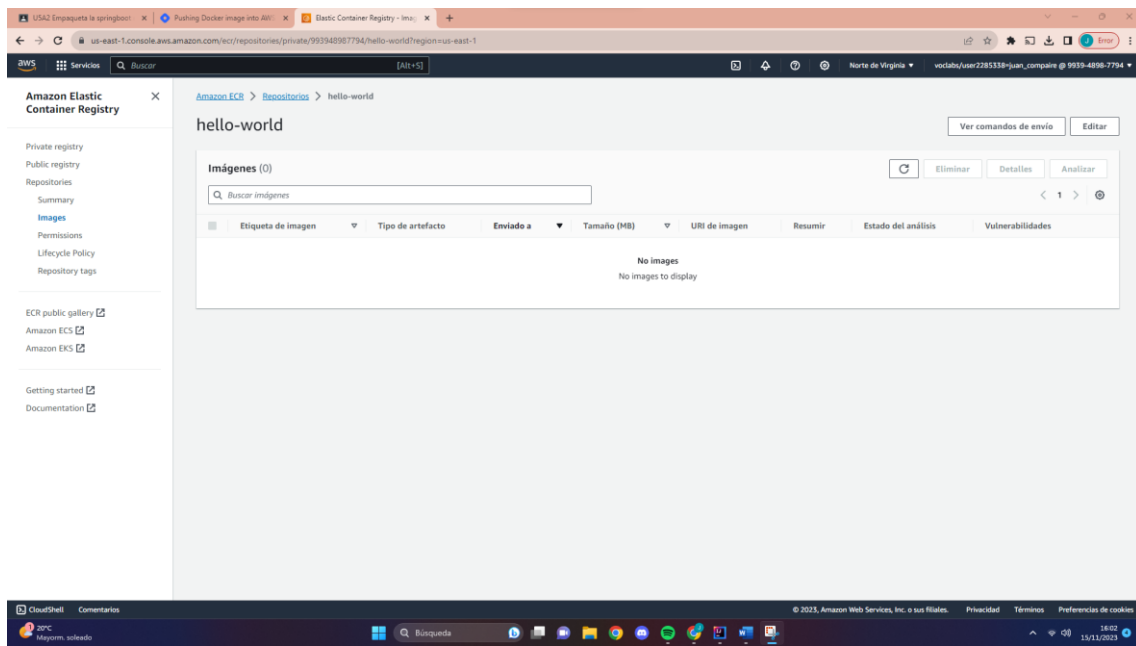 U5A2 Empaqueta la springboot
Pushing Docker image into AWS
Elastic Container Registry - Imag
us-east-1.console.aws.amazon.com/ecr/repositories/private/993948987794/hello-world?region=us-east-1
Error
aws Servicios Buscar [Alt+S] Norte de Virginia voclabs/user2285338=juan_compaire @ 9939-4898-7794
Amazon Elastic
Container Registry
Private registry
Public registry
Repositories
Summary
Images
Permissions
Lifecycle Policy
Repository tags
ECR public gallery
Amazon ECS
Amazon EKS
Getting started
Documentation
Amazon ECR > Repositorios > hello-world
hello-world
Ver comandos de envío Editar
Imágenes (0)
Eliminar Detalles Analizar
Buscar imágenes
1
Etiqueta de imagen Tipo de artefacto Enviado a Tamaño (MB) URI de imagen Resumir Estado del análisis Vulnerabilidades
No images
No images to display
CloudShell Comentarios © 2023, Amazon Web Services, Inc. o sus filiales. Privacidad Términos Preferencias de cookies
20°C
Mayorm. soleado
Búsqueda
16:02
15/11/2023